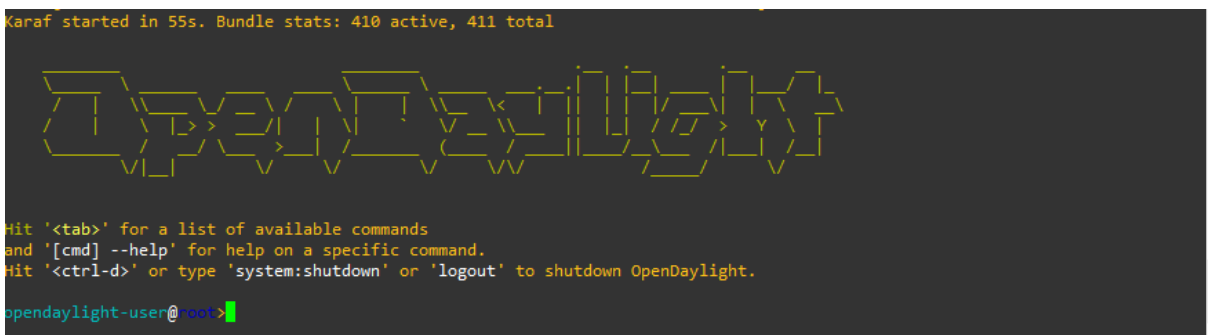 Karaf started in 55s. Bundle stats: 410 active, 411 total
OpenDaylight
Hit '<tab>' for a list of available commands
and '[cmd] --help' for help on a specific command.
Hit '<ctrl-d>' or type 'system:shutdown' or 'logout' to shutdown OpenDaylight.
opendaylight-user@root>